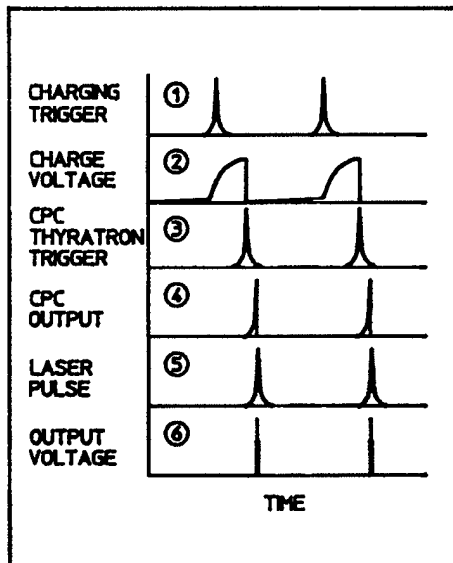 CHARGING
TRIGGER
①
CHARGE
VOLTAGE
②
CPC
THYRATRON
TRIGGER
③
CPC
OUTPUT
④
LASER
PULSE
⑤
OUTPUT
VOLTAGE
⑥
TIME